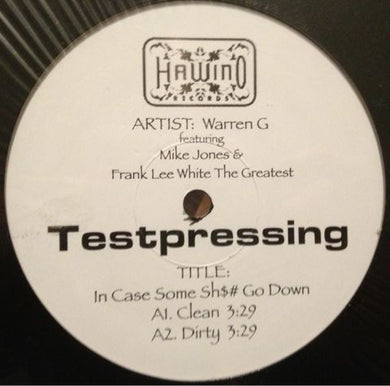 HAWINO
RECORDS
ARTIST: Warren G
featuring
Mike Jones &
Frank Lee White The Greatest
Testpressing
TITLE:
In Case Some Sh$# Go Down
A1. Clean 3:29
A2. Dirty 3:29